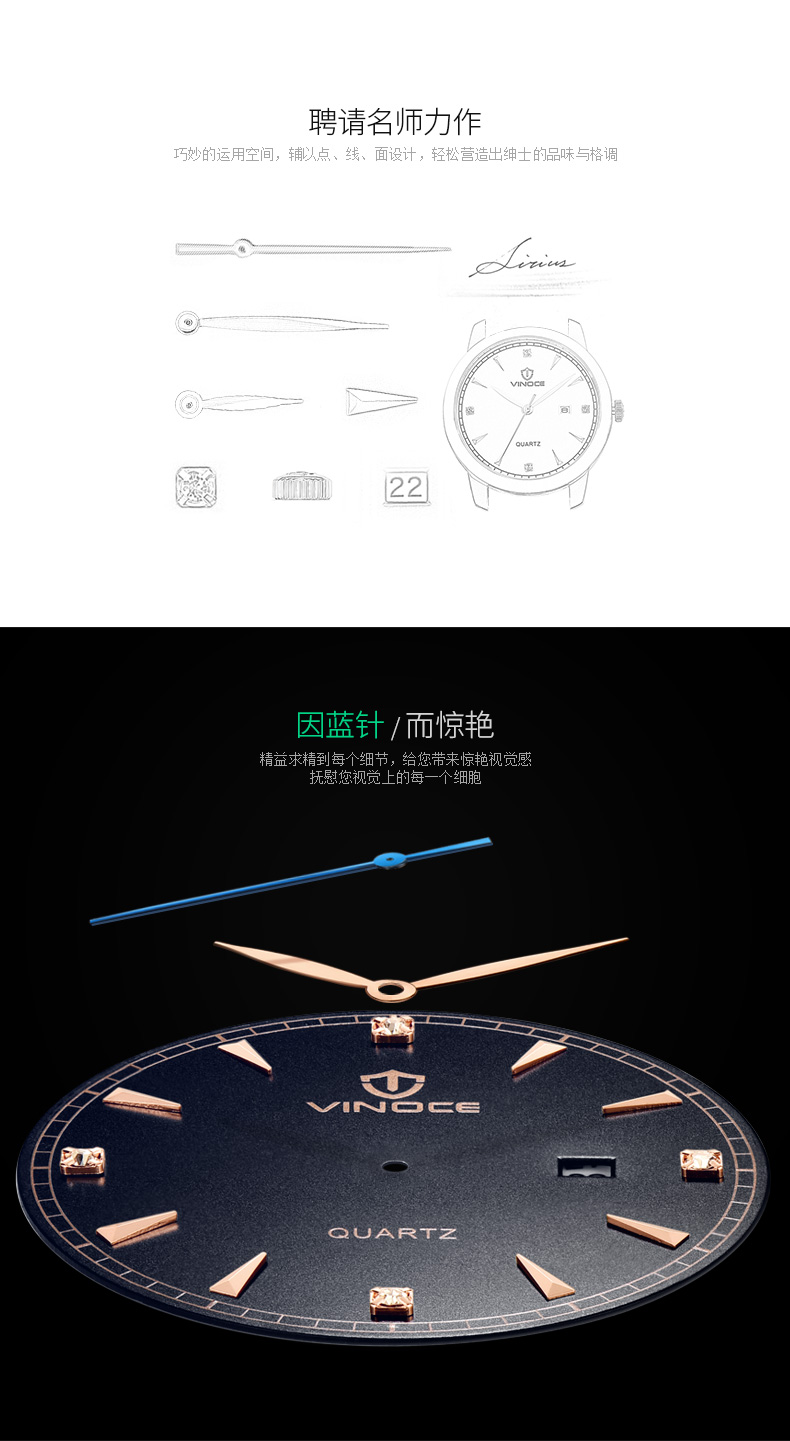 聘请名师力作
巧妙的运用空间，辅以点、线、面设计，轻松营造出绅士的品味与格调
Sirius
VINOCE
QUARTZ
22
因蓝针 / 而惊艳
精益求精到每个细节，给您带来惊艳视觉感
抚慰您视觉上的每一个细胞
VINOCE
QUARTZ